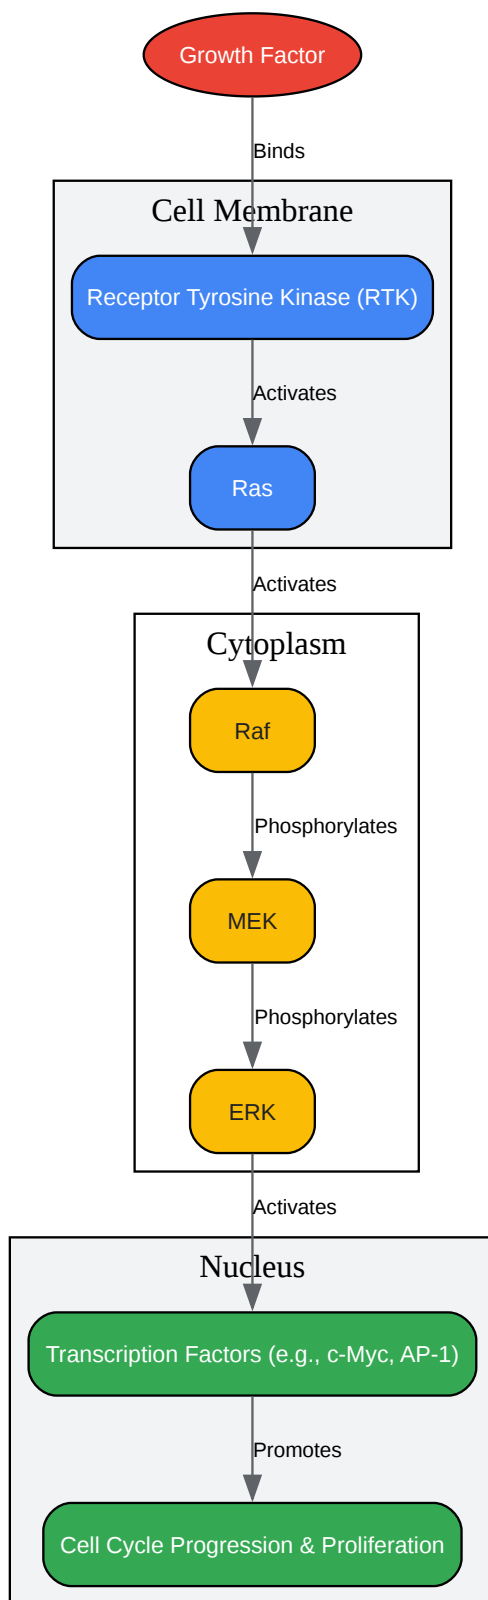 Growth Factor
Binds
Cell Membrane
Receptor Tyrosine Kinase (RTK)
Activates
Ras
Activates
Cytoplasm
Raf
Phosphorylates
MEK
Phosphorylates
ERK
Activates
Nucleus
Transcription Factors (e.g., c-Myc, AP-1)
Promotes
Cell Cycle Progression & Proliferation